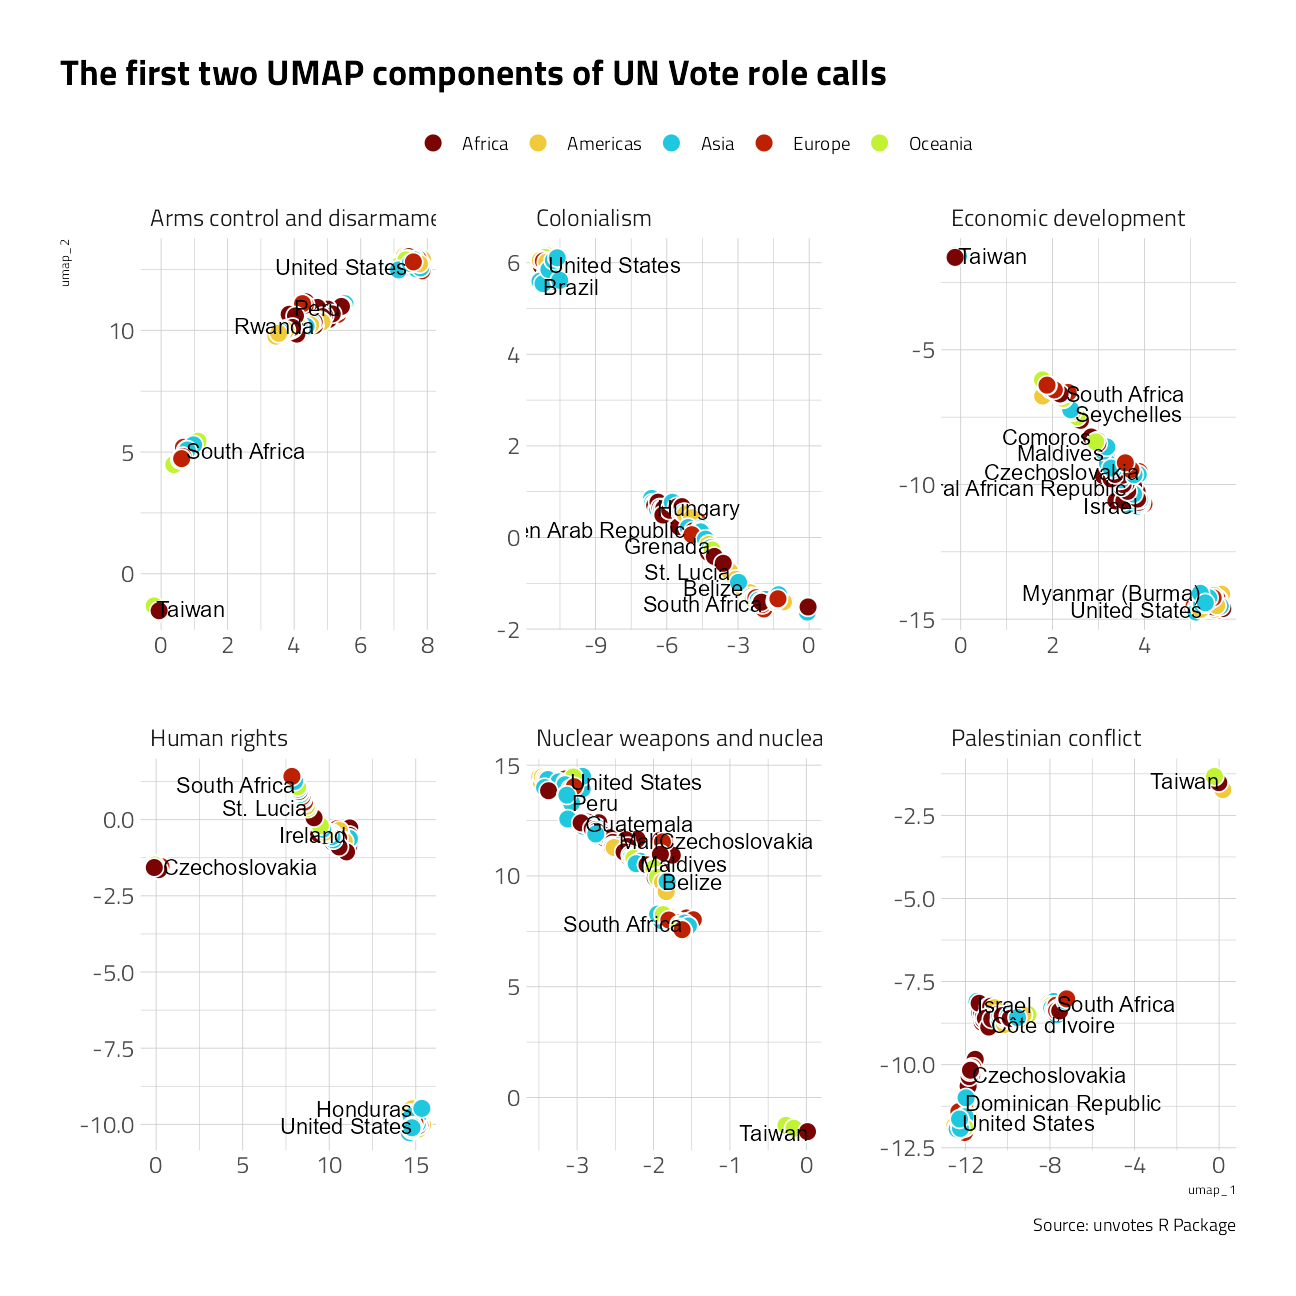 The first two UMAP components of UN Vote role calls
Africa Americas Asia Europe Oceania
Arms control and disarmame
umap_2
United States
Peru
Rwanda
South Africa
Taiwan
10
5
0
0 2 4 6 8
Colonialism
United States
Brazil
Hungary
en Arab Republic
Grenada
St. Lucia
Belize
South Africa
6
4
2
0
-2
-9 -6 -3 0
Economic development
Taiwan
South Africa
Seychelles
Comoros
Maldives
Czechoslovakia
al African Republic
Israel
Myanmar (Burma)
United States
-5
-10
-15
0 2 4
Human rights
South Africa
St. Lucia
Ireland
Czechoslovakia
Honduras
United States
0.0
-2.5
-5.0
-7.5
-10.0
0 5 10 15
Nuclear weapons and nuclea
United States
Peru
Guatemala
Mali
Czechoslovakia
Maldives
Belize
South Africa
Taiwan
15
10
5
0
-3 -2 -1 0
Palestinian conflict
Taiwan
Israel
South Africa
Côte d'Ivoire
Czechoslovakia
Dominican Republic
United States
-2.5
-5.0
-7.5
-10.0
-12.5
-12 -8 -4 0
umap_1
Source: unvotes R Package